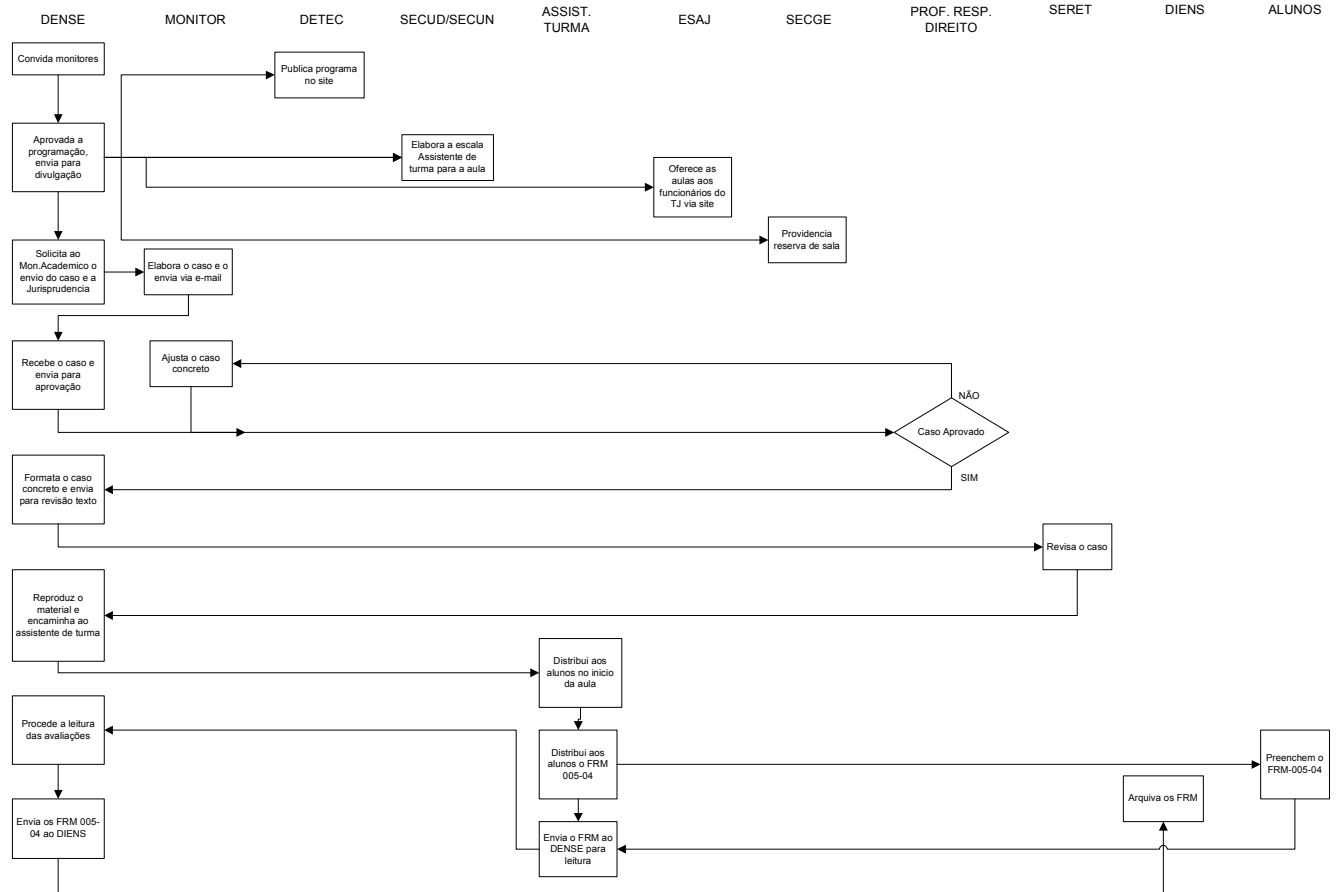 DENSE
MONITOR
DETEC
SECUD/SECUN
ASSIST.
TURMA
ESAJ
SECGE
PROF. RESP.
DIREITO
SERET
DIENS
ALUNOS
Convida monitores
Publica programa
no site
Aprovada a
programação,
envia para
divulgação
Elabora a escala
Assistente de
turma para a aula
Oferece as
aulas aos
funcionários do
TJ via site
Providencia
reserva de sala
Solicita ao
Mon.Academico o
envio do caso e a
Jurisprudencia
Elabora o caso e o
envia via e-mail
Recebe o caso e
envia para
aprovação
Ajusta o caso
concreto
NÃO
Caso Aprovado
SIM
Formata o caso
concreto e envia
para revisão texto
Revisa o caso
Reproduz o
material e
encaminha ao
assistente de turma
Distribui aos
alunos no inicio
da aula
Procede a leitura
das avaliações
Distribui aos
alunos o FRM
005-04
Preenchem o
FRM-005-04
Arquiva os FRM
Envia os FRM 005-
04 ao DIENS
Envia o FRM ao
DENSE para
leitura